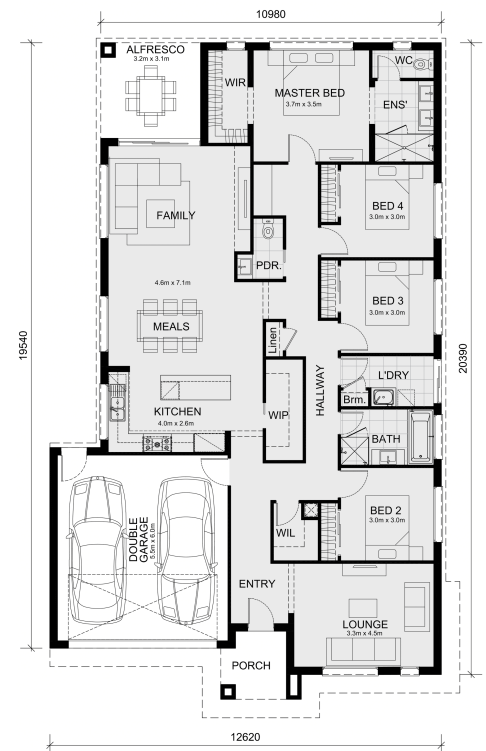 10980
ALFRESCO
3.2m x 3.1m
WIR
MASTER BED
3.7m x 3.5m
WC
ENS'
BED 4
3.0m x 3.0m
FAMILY
PDR.
4.6m x 7.1m
BED 3
3.0m x 3.0m
MEALS
Linen
19540
20390
HALLWAY
L'DRY
Brm.
KITCHEN
4.0m x 2.6m
WIP
BATH
BED 2
3.0m x 3.0m
DOUBLE
GARAGE
5.5m x 6.0m
WIL
ENTRY
LOUNGE
3.3m x 4.5m
PORCH
12620